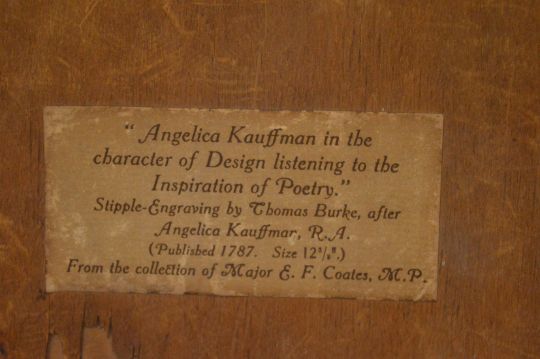 “Angelica Kauffman in the
character of Design listening to the
Inspiration of Poetry.”
Stipple-Engraving by Thomas Burke, after
Angelica Kauffmar, R.A.
(Published 1787. Size 12³/₈".)
From the collection of Major E. F. Coates, M.P.